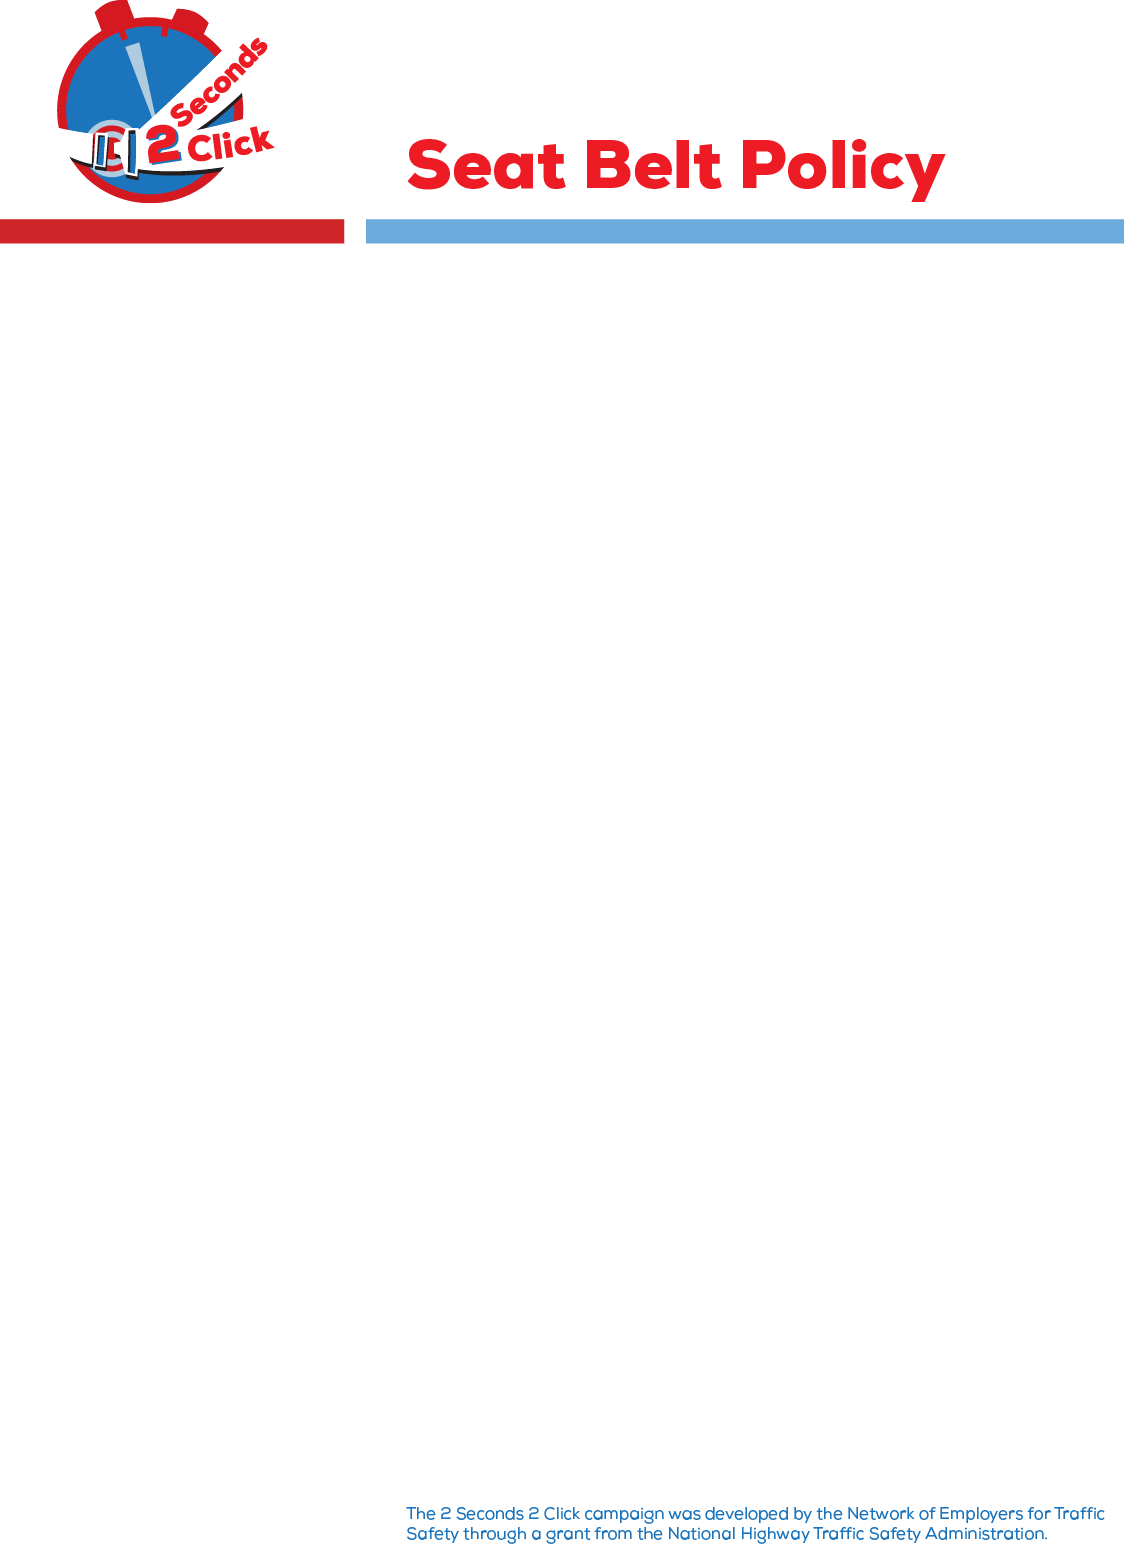 Seconds
2 Click
Seat Belt Policy
The 2 Seconds 2 Click campaign was developed by the Network of Employers for Traffic
Safety through a grant from the National Highway Traffic Safety Administration.